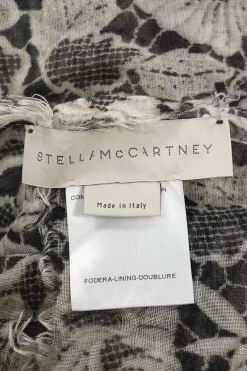 STELLA McCARTNEY
Made in Italy
FODERA-LINING-DOUBLURE